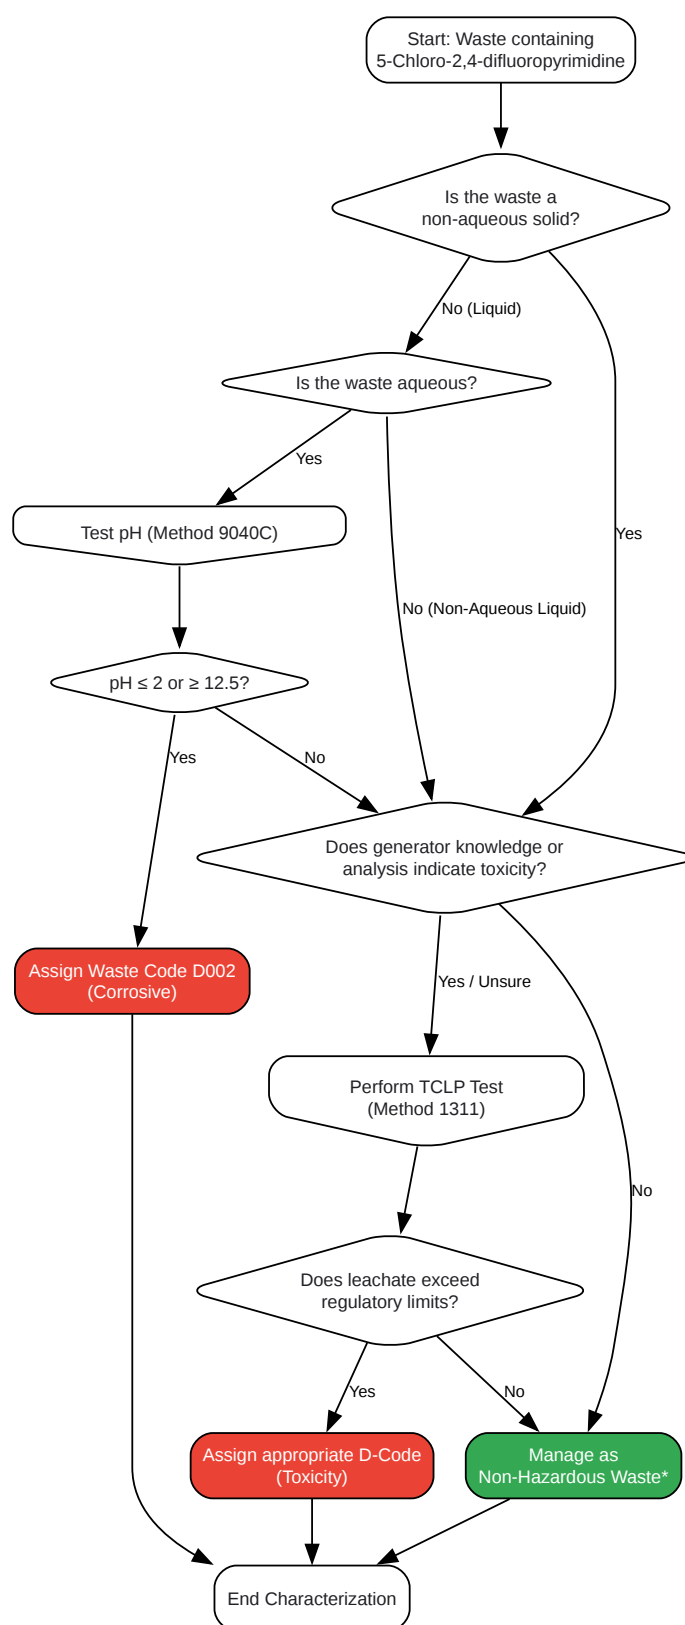 Start: Waste containing
5-Chloro-2,4-difluoropyrimidine
Is the waste a
non-aqueous solid?
No (Liquid)
Is the waste aqueous?
Yes
Test pH (Method 9040C)
Yes
No (Non-Aqueous Liquid)
pH ≤ 2 or ≥ 12.5?
Yes
No
Does generator knowledge or
analysis indicate toxicity?
Assign Waste Code D002
(Corrosive)
Yes / Unsure
Perform TCLP Test
(Method 1311)
No
Does leachate exceed
regulatory limits?
Yes
No
Assign appropriate D-Code
(Toxicity)
Manage as
Non-Hazardous Waste*
End Characterization